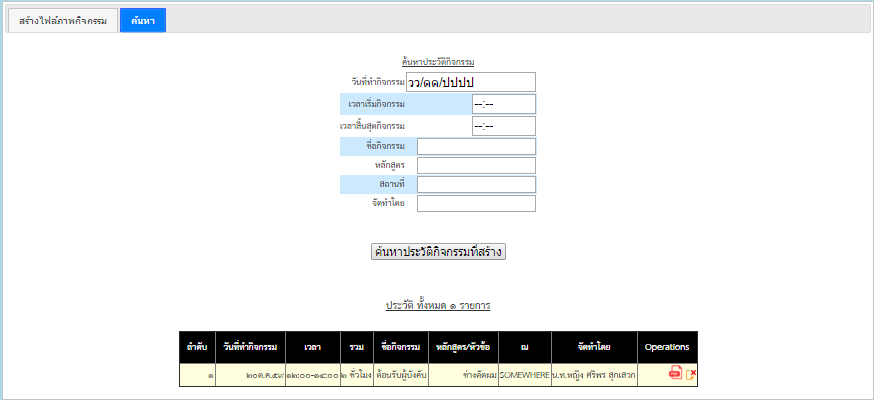 สร้างไฟล์ภาพกิจกรรม ค้นหา
ค้นหาประวัติกิจกรรม
วันที่ทำกิจกรรม วว/ดด/ปปปป
เวลาเริ่มกิจกรรม --:--
เวลาสิ้นสุดกิจกรรม --:--
ชื่อกิจกรรม
หลักสูตร
สถานที่
จัดทำโดย
ค้นหาประวัติกิจกรรมที่สร้าง
ประวัติ ทั้งหมด ๑ รายการ
ลำดับ วันที่ทำกิจกรรม เวลา รวม ชื่อกิจกรรม หลักสูตร/หัวข้อ ณ จัดทำโดย Operations
๑ ๒๐ต.ค.๕๙ ๑๒:๐๐-๑๔:๐๐ ๒ ชั่วโมง ต้อนรับผู้บังคับ ช่างตัดผม SOMEWHERE น.ท.หญิง ศริพร สุกเสวก